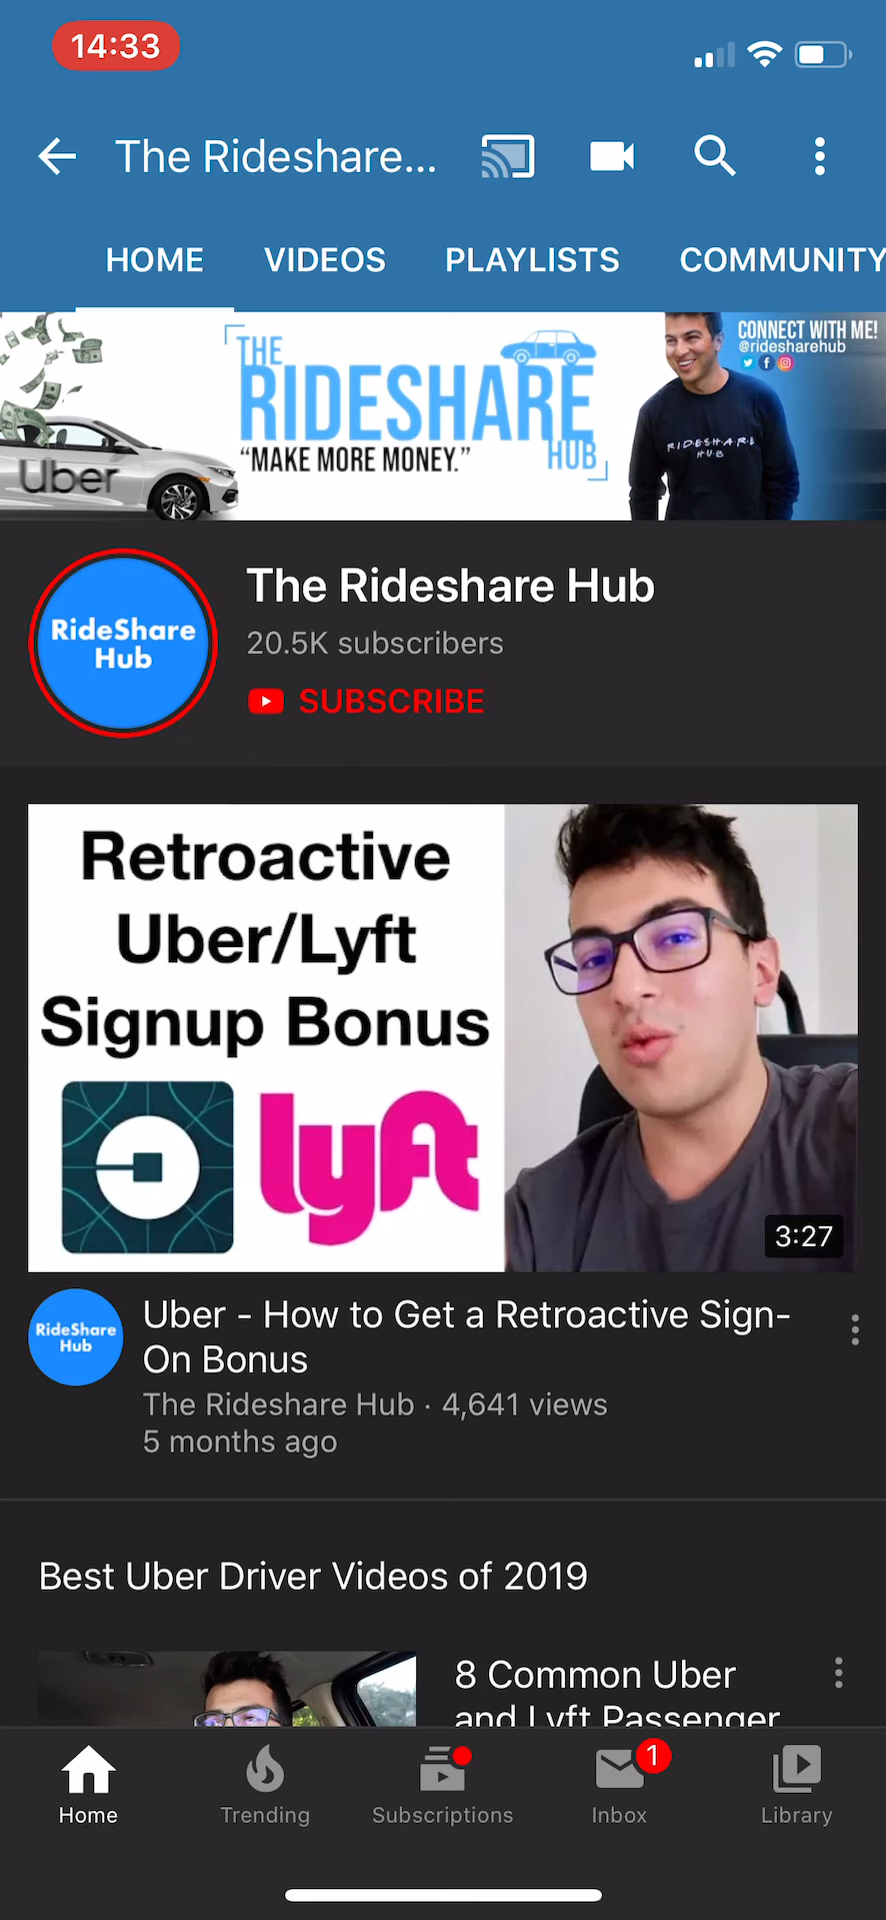 14:33
The Rideshare...
HOME VIDEOS PLAYLISTS COMMUNITY
Uber
THE
RIDESHARE
HUB
"MAKE MORE MONEY."
CONNECT WITH ME!
@ridesharehub
RIDESHARE
HUB
RideShare
Hub
The Rideshare Hub
20.5K subscribers
SUBSCRIBE
Retroactive
Uber/Lyft
Signup Bonus
lyft
3:27
RideShare
Hub
Uber - How to Get a Retroactive Sign-
On Bonus
The Rideshare Hub · 4,641 views
5 months ago
Best Uber Driver Videos of 2019
8 Common Uber
and Lyft Passenger
1
Home Trending Subscriptions Inbox Library